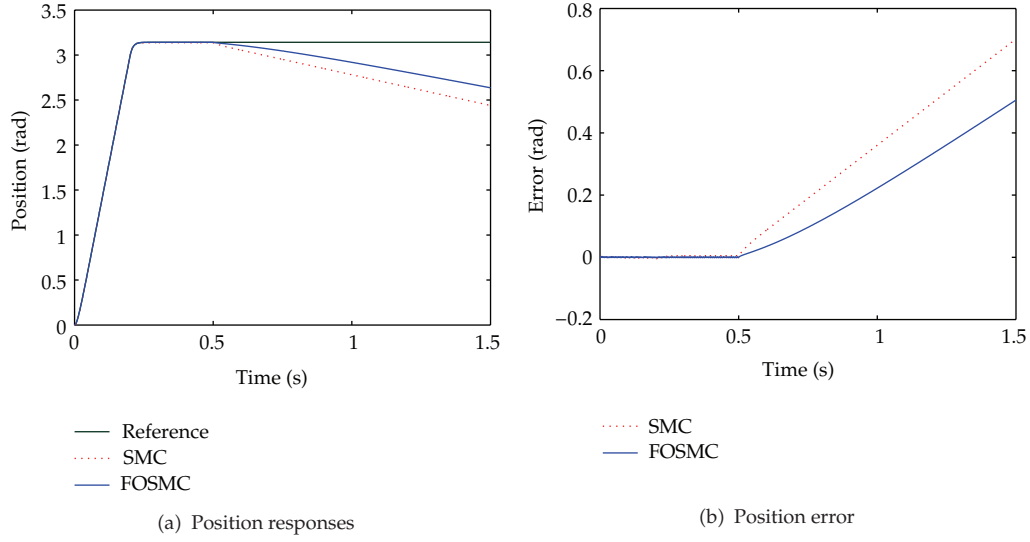 3.5
3
2.5
2
1.5
1
0.5
0
Position (rad)
0 0.5 1 1.5
Time (s)
Reference
SMC
FOSMC
(a) Position responses
0.8
0.6
0.4
0.2
0
−0.2
Error (rad)
0 0.5 1 1.5
Time (s)
SMC
FOSMC
(b) Position error